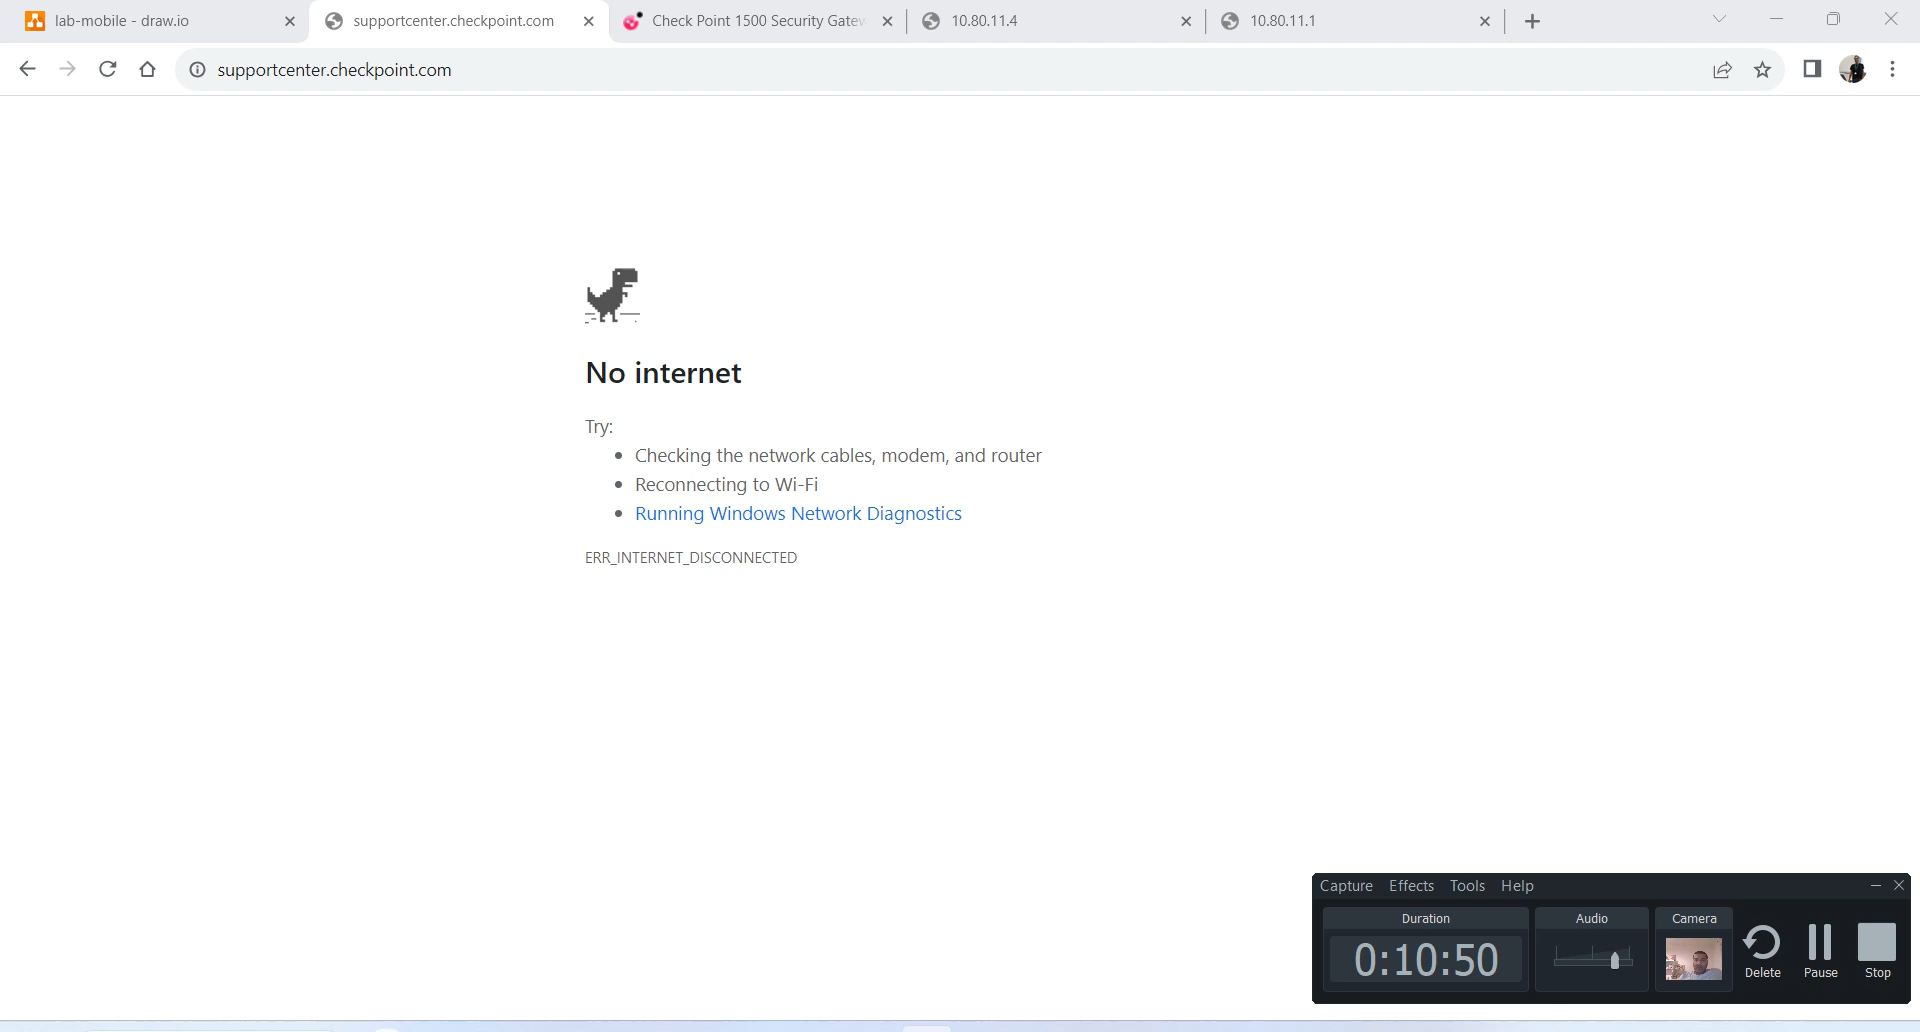 lab-mobile - draw.io
supportcenter.checkpoint.com
Check Point 1500 Security Gatew
10.80.11.4
10.80.11.1
supportcenter.checkpoint.com
No internet
Try:
• Checking the network cables, modem, and router
• Reconnecting to Wi-Fi
• Running Windows Network Diagnostics
ERR_INTERNET_DISCONNECTED
Capture Effects Tools Help
Duration
Audio
Camera
0:10:50
Delete
Pause
Stop